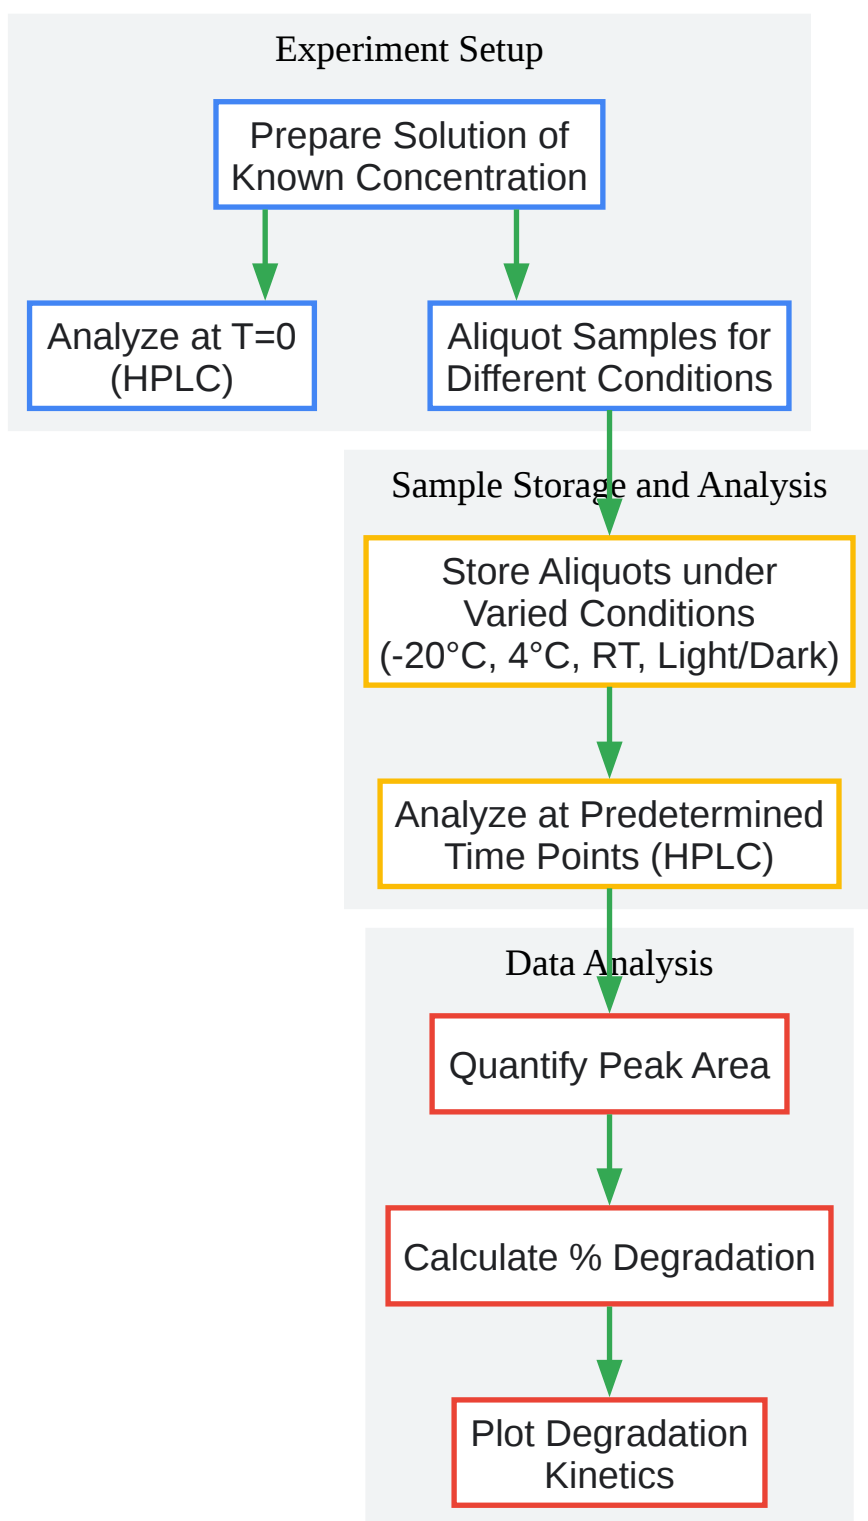 Experiment Setup
Prepare Solution of
Known Concentration
Analyze at T=0
(HPLC)
Aliquot Samples for
Different Conditions
Sample Storage and Analysis
Store Aliquots under
Varied Conditions
(-20°C, 4°C, RT, Light/Dark)
Analyze at Predetermined
Time Points (HPLC)
Data Analysis
Quantify Peak Area
Calculate % Degradation
Plot Degradation
Kinetics